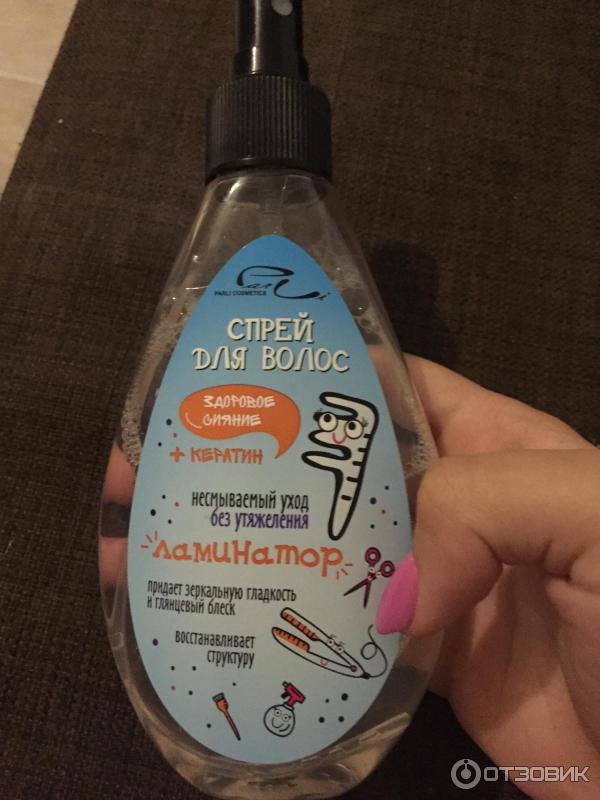 Parli
PARLI COSMETICS
СПРЕЙ
ДЛЯ ВОЛОС
ЗДОРОВОЕ
СИЯНИЕ
+ КЕРАТИН
несмываемый уход
без утяжеления
Ламинатор
придает зеркальную гладкость
и глянцевый блеск
восстанавливает
структуру
ОТЗОВИК